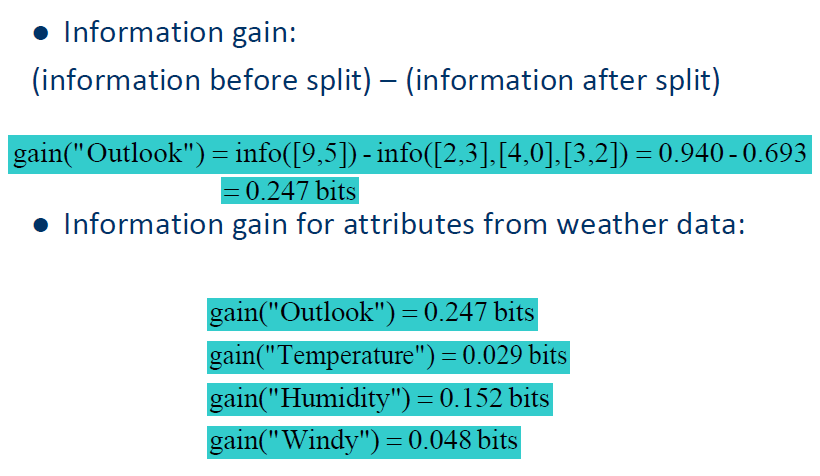 ● Information gain:
(information before split) – (information after split)
gain("Outlook") = info([9,5]) - info([2,3],[4,0],[3,2]) = 0.940 - 0.693
= 0.247 bits
● Information gain for attributes from weather data:
gain("Outlook") = 0.247 bits
gain("Temperature") = 0.029 bits
gain("Humidity") = 0.152 bits
gain("Windy") = 0.048 bits